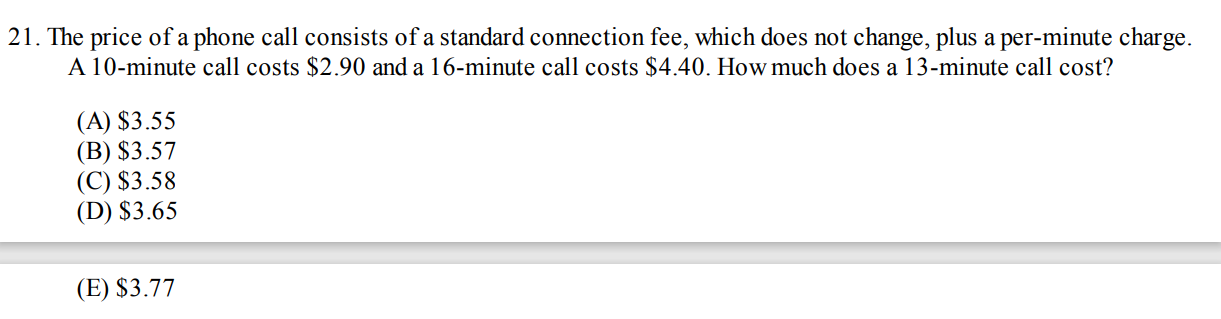 21. The price of a phone call consists of a standard connection fee, which does not change, plus a per-minute charge.
A 10-minute call costs $2.90 and a 16-minute call costs $4.40. How much does a 13-minute call cost?
(A) $3.55
(B) $3.57
(C) $3.58
(D) $3.65
(E) $3.77